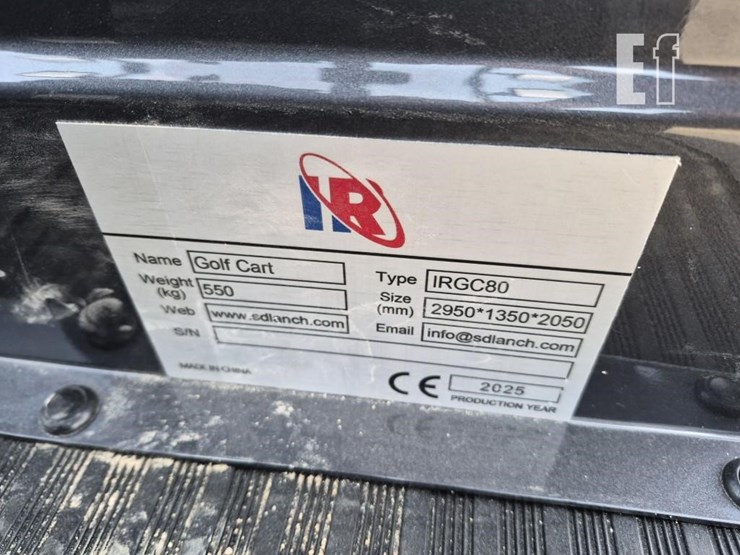 Ef
IR
Name Golf Cart
Type IRGC80
Weight (kg) 550
Size (mm) 2950*1350*2050
Web www.sdlanch.com
Email info@sdlanch.com
S/N
MADE IN CHINA
CE 2025
PRODUCTION YEAR